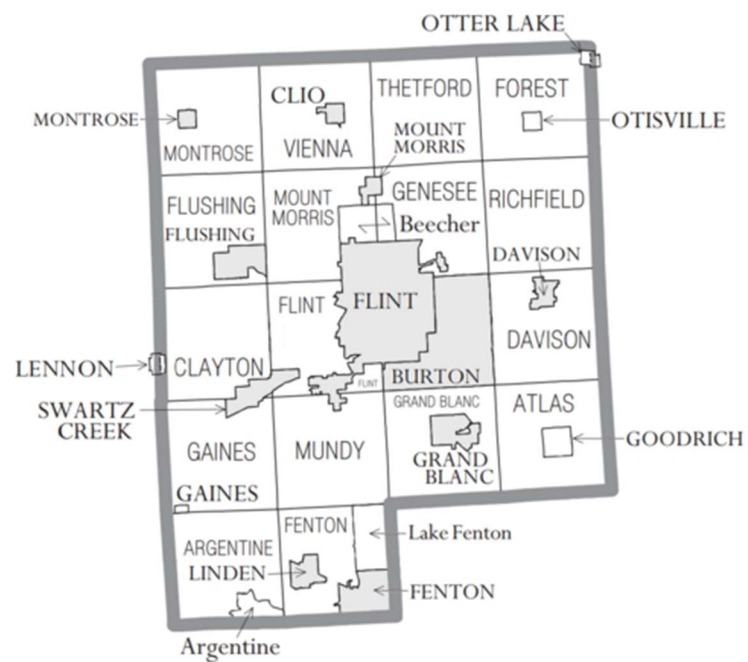 OTTER LAKE
THETFORD
FOREST
CLIO
MONTROSE
OTISVILLE
MOUNT
MORRIS
MONTROSE
VIENNA
MOUNT
MORRIS
GENESEE
RICHFIELD
FLUSHING
FLUSHING
Beecher
DAVISON
FLINT
FLINT
DAVISON
LENNON
CLAYTON
BURTON
FLINT
SWARTZ
CREEK
GRAND BLANC
ATLAS
GAINES
MUNDY
GOODRICH
GRAND
BLANC
GAINES
FENTON
Lake Fenton
ARGENTINE
LINDEN
FENTON
Argentine